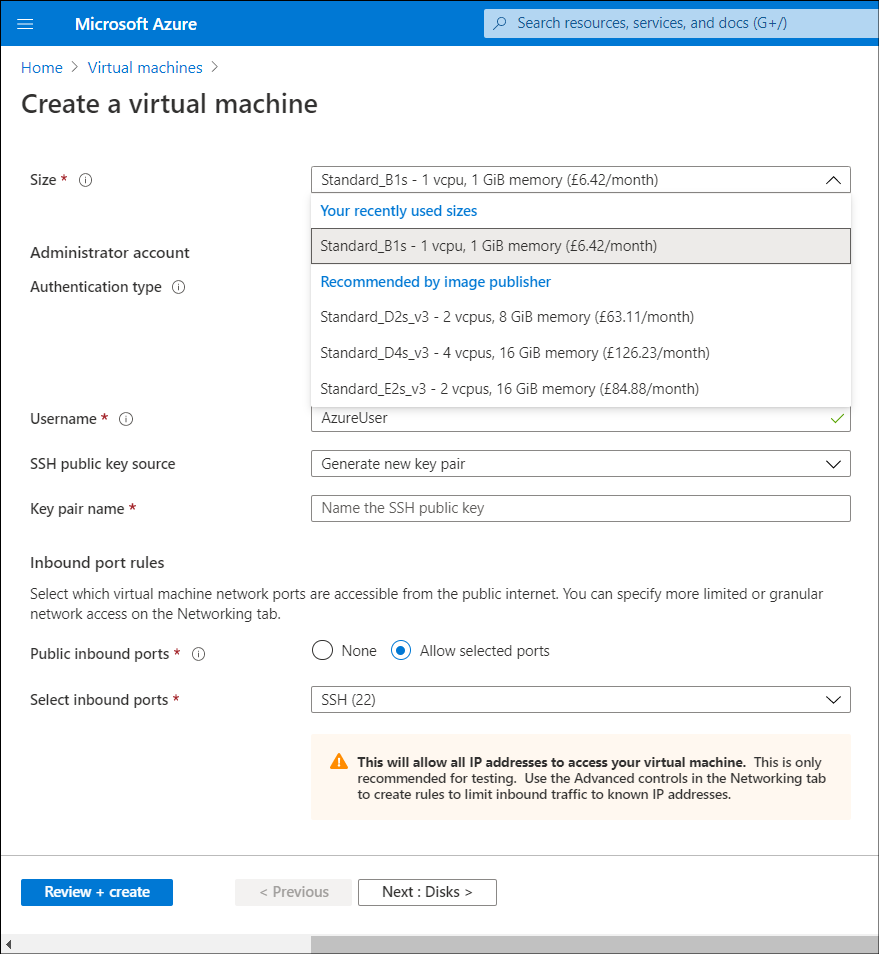 Microsoft Azure
Search resources, services, and docs (G+/)
Home > Virtual machines >
Create a virtual machine
Size *
Standard_B1s - 1 vcpu, 1 GiB memory (£6.42/month)
Your recently used sizes
Standard_B1s - 1 vcpu, 1 GiB memory (£6.42/month)
Recommended by image publisher
Standard_D2s_v3 - 2 vcpus, 8 GiB memory (£63.11/month)
Standard_D4s_v3 - 4 vcpus, 16 GiB memory (£126.23/month)
Standard_E2s_v3 - 2 vcpus, 16 GiB memory (£84.88/month)
Administrator account
Authentication type
Username *
AzureUser
SSH public key source
Generate new key pair
Key pair name *
Name the SSH public key
Inbound port rules
Select which virtual machine network ports are accessible from the public internet. You can specify more limited or granular
network access on the Networking tab.
Public inbound ports *
None
Allow selected ports
Select inbound ports *
SSH (22)
This will allow all IP addresses to access your virtual machine. This is only
recommended for testing. Use the Advanced controls in the Networking tab
to create rules to limit inbound traffic to known IP addresses.
Review + create
< Previous
Next : Disks >